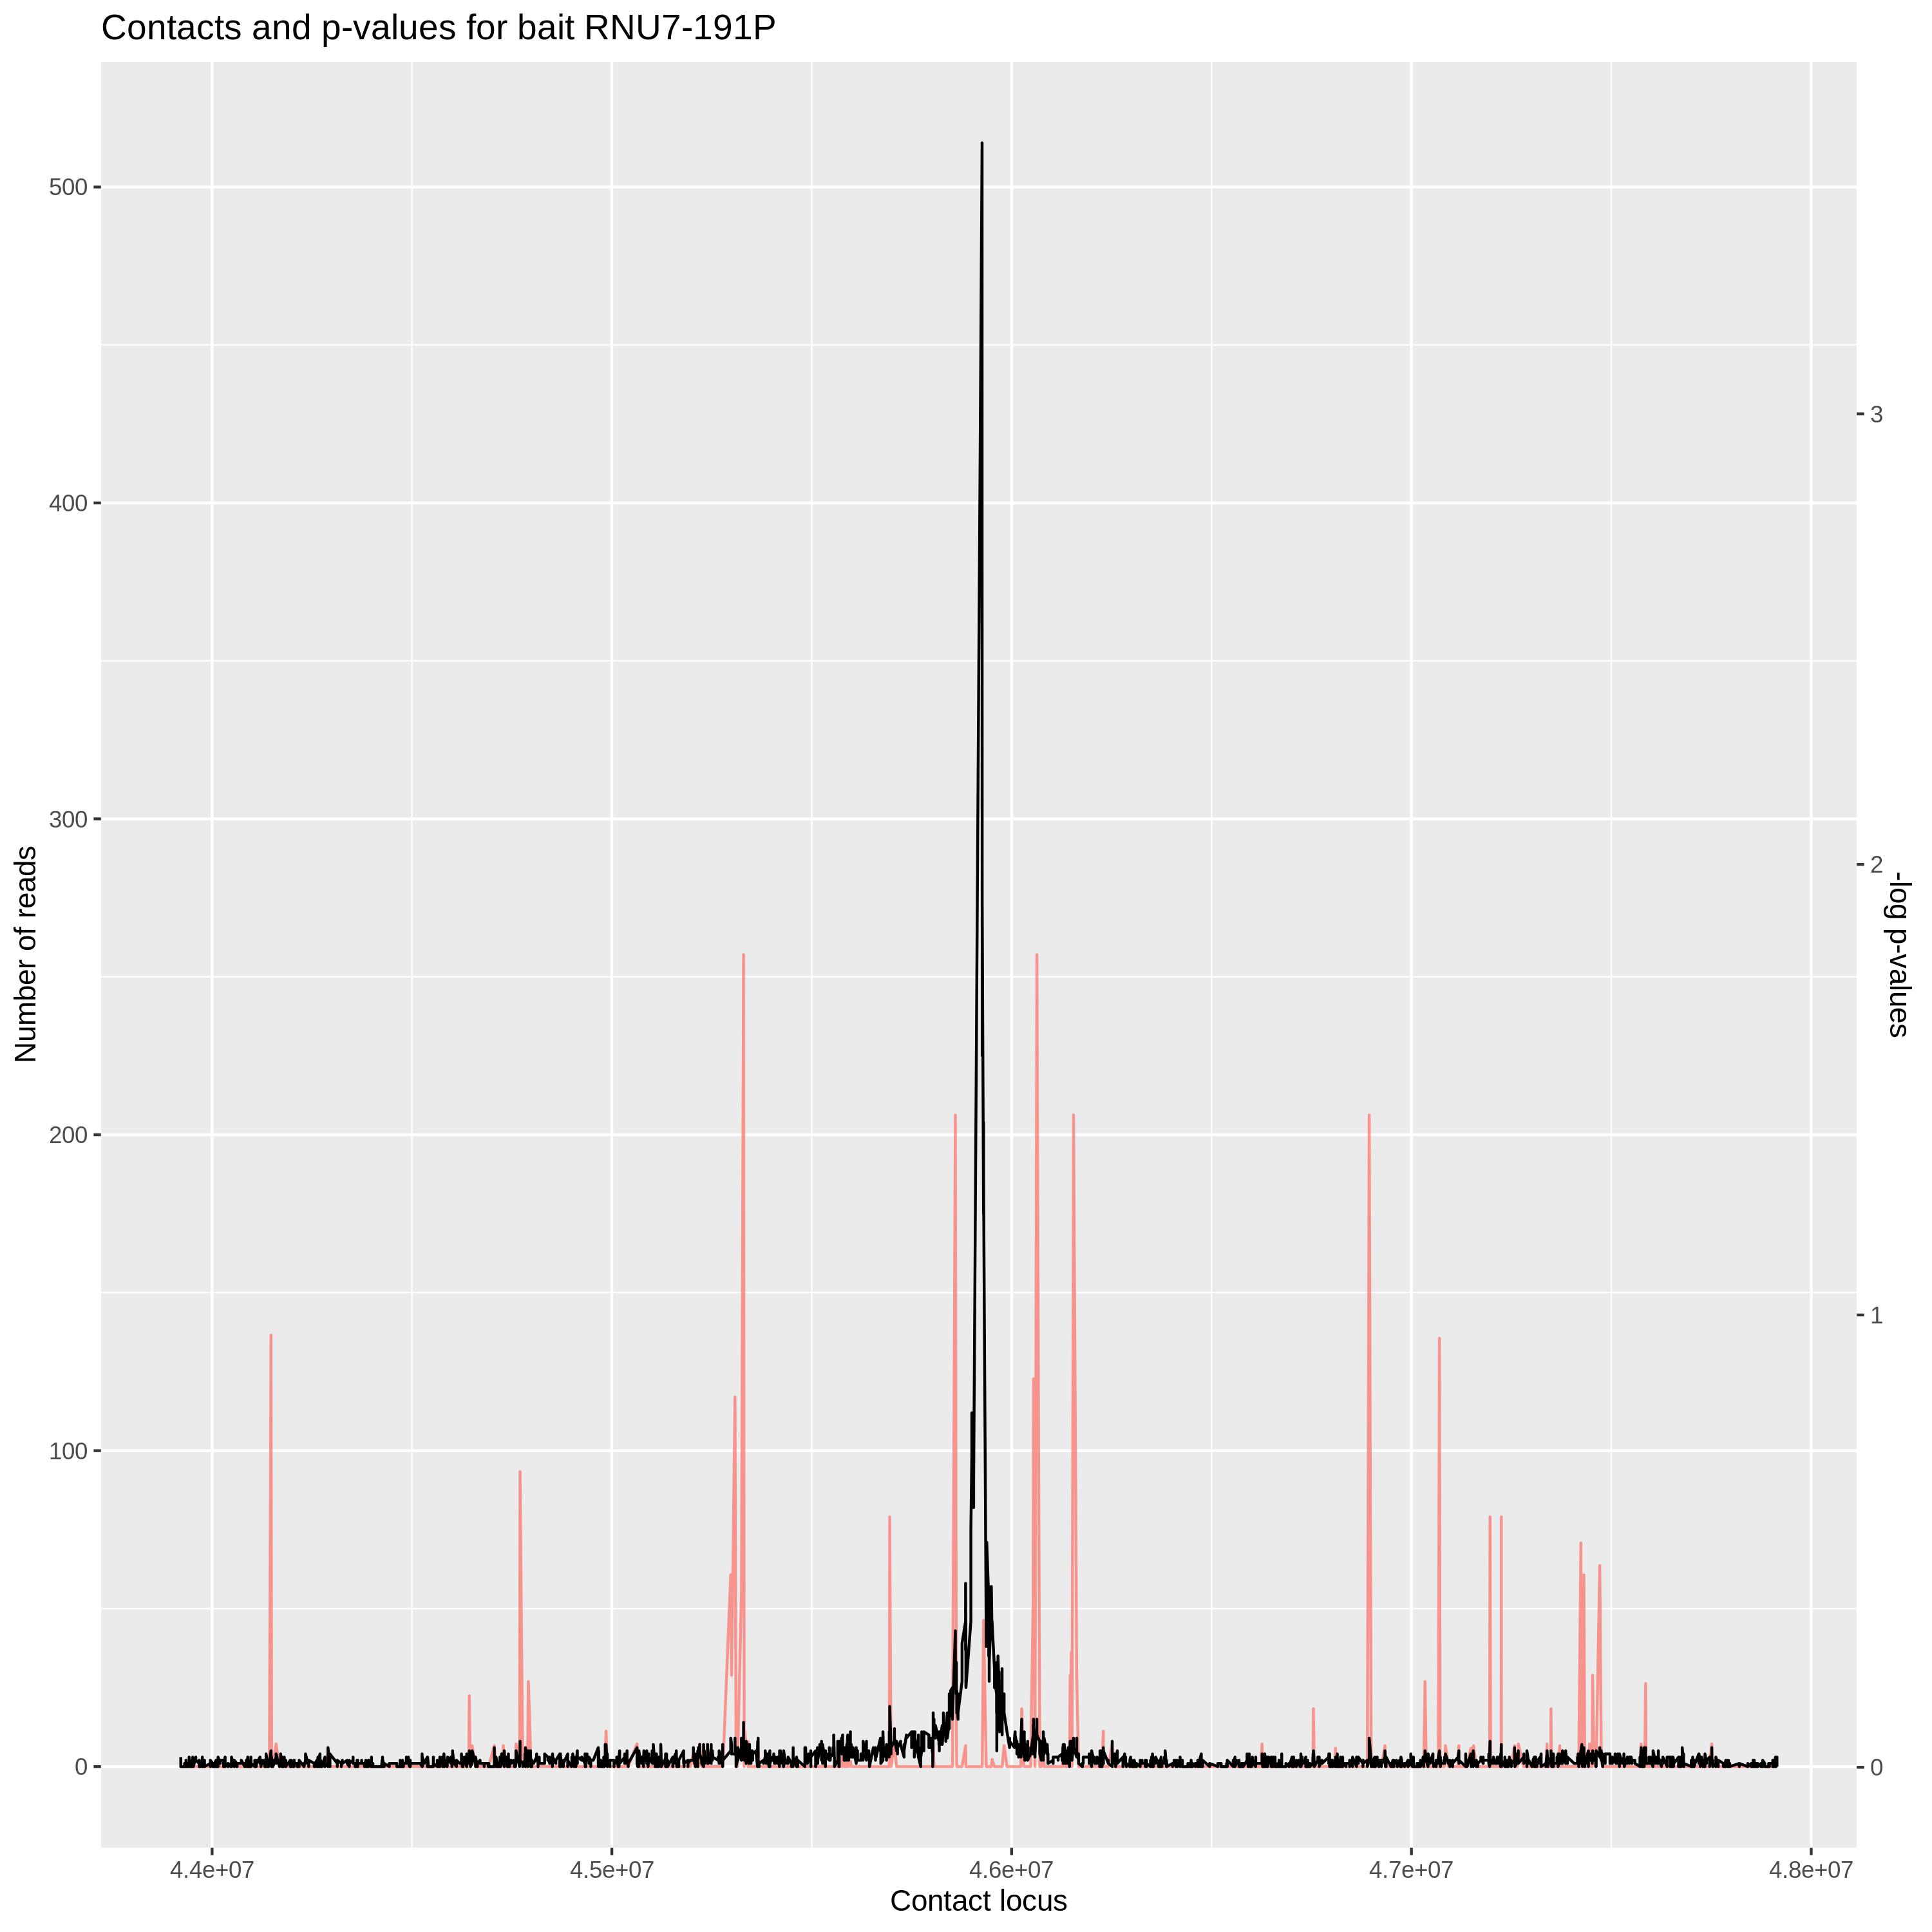 Contacts and p-values for bait RNU7-191P
500
400
300
200
100
0
Number of reads
3
2
1
0
-log p-values
4.4e+07
4.5e+07
4.6e+07
4.7e+07
4.8e+07
Contact locus